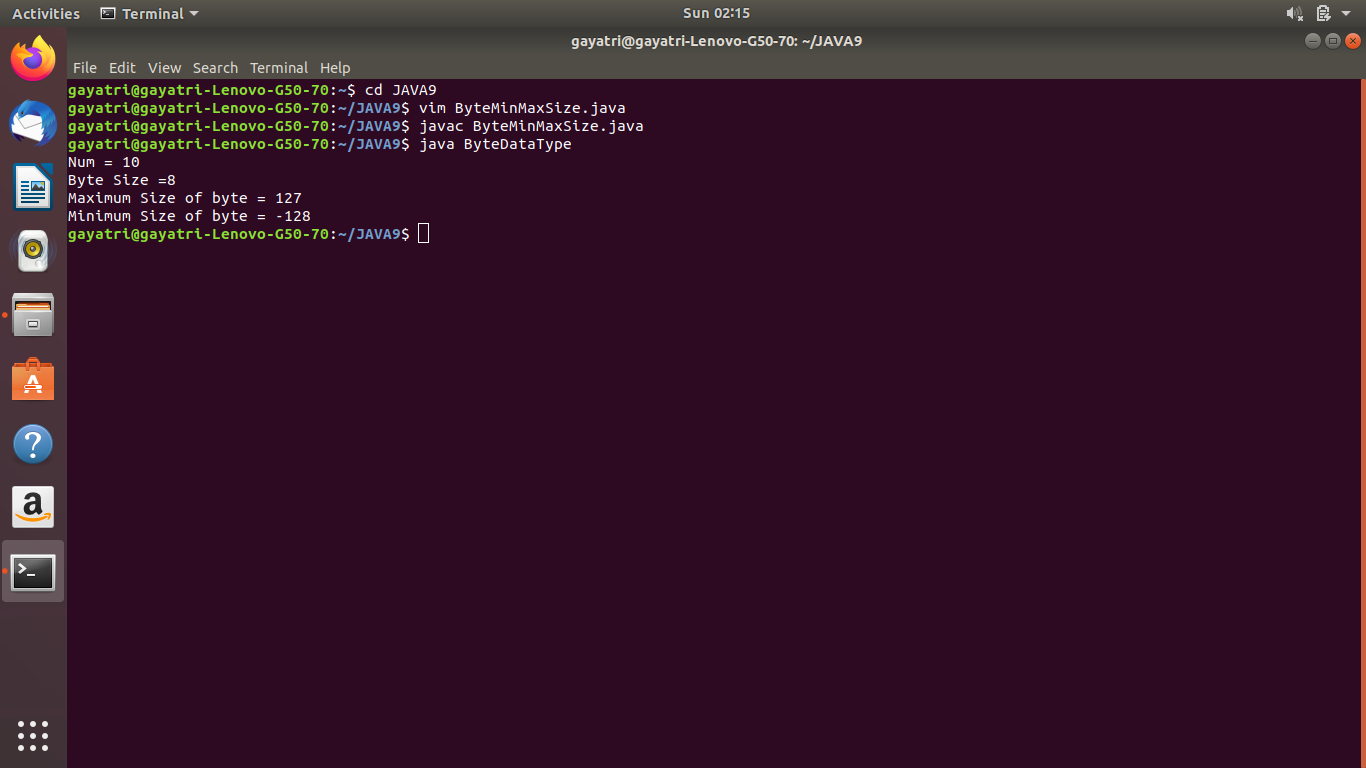 Activities Terminal Sun 02:15
gayatri@gayatri-Lenovo-G50-70: ~/JAVA9
File Edit View Search Terminal Help
gayatri@gayatri-Lenovo-G50-70:~$ cd JAVA9
gayatri@gayatri-Lenovo-G50-70:~/JAVA9$ vim ByteMinMaxSize.java
gayatri@gayatri-Lenovo-G50-70:~/JAVA9$ javac ByteMinMaxSize.java
gayatri@gayatri-Lenovo-G50-70:~/JAVA9$ java ByteDataType
Num = 10
Byte Size =8
Maximum Size of byte = 127
Minimum Size of byte = -128
gayatri@gayatri-Lenovo-G50-70:~/JAVA9$